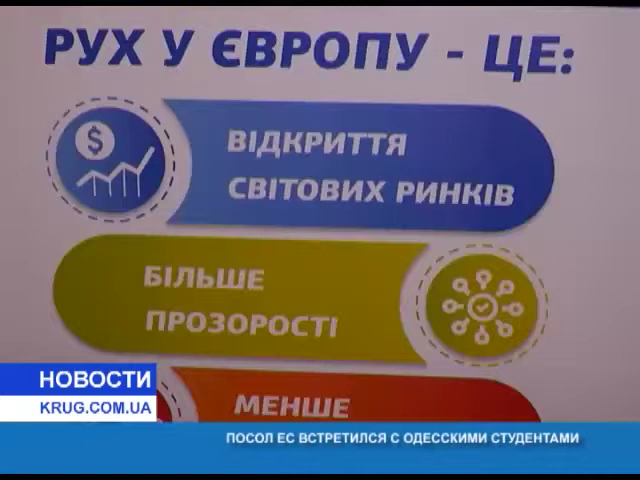 РУХ У ЄВРОПУ - ЦЕ:
$
ВІДКРИТТЯ
СВІТОВИХ РИНКІВ
БІЛЬШЕ
ПРОЗОРОСТІ
МЕНШЕ
НОВОСТИ
KRUG.COM.UA
ПОСОЛ ЕС ВСТРЕТИЛСЯ С ОДЕССКИМИ СТУДЕНТАМИ